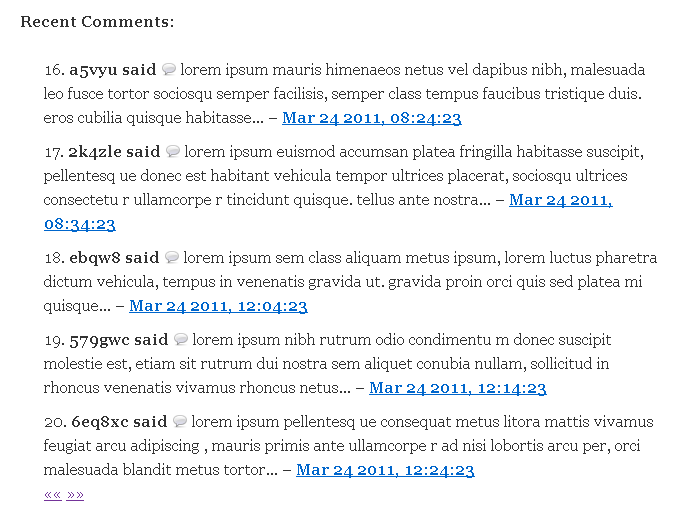 Recent Comments:
16. a5vyu said lorem ipsum mauris himenaeos netus vel dapibus nibh, malesuada
leo fusce tortor sociosqu semper facilisis, semper class tempus faucibus tristique duis.
eros cubilia quisque habitasse... – Mar 24 2011, 08:24:23
17. 2k4zle said lorem ipsum euismod accumsan platea fringilla habitasse suscipit,
pellentesq ue donec est habitant vehicula tempor ultrices placerat, sociosqu ultrices
consectetu r ullamcorpe r tincidunt quisque. tellus ante nostra... – Mar 24 2011,
08:34:23
18. ebqw8 said lorem ipsum sem class aliquam metus ipsum, lorem luctus pharetra
dictum vehicula, tempus in venenatis gravida ut. gravida proin orci quis sed platea mi
quisque... – Mar 24 2011, 12:04:23
19. 579gwc said lorem ipsum nibh rutrum odio condimentu m donec suscipit
molestie est, etiam sit rutrum dui nostra sem aliquet conubia nullam, sollicitud in
rhoncus venenatis vivamus rhoncus netus... – Mar 24 2011, 12:14:23
20. 6eq8xc said lorem ipsum pellentesq ue consequat metus litora mattis vivamus
feugiat arcu adipiscing , mauris primis ante ullamcorpe r ad nisi lobortis arcu per, orci
malesuada blandit metus tortor... – Mar 24 2011, 12:24:23
«« »»